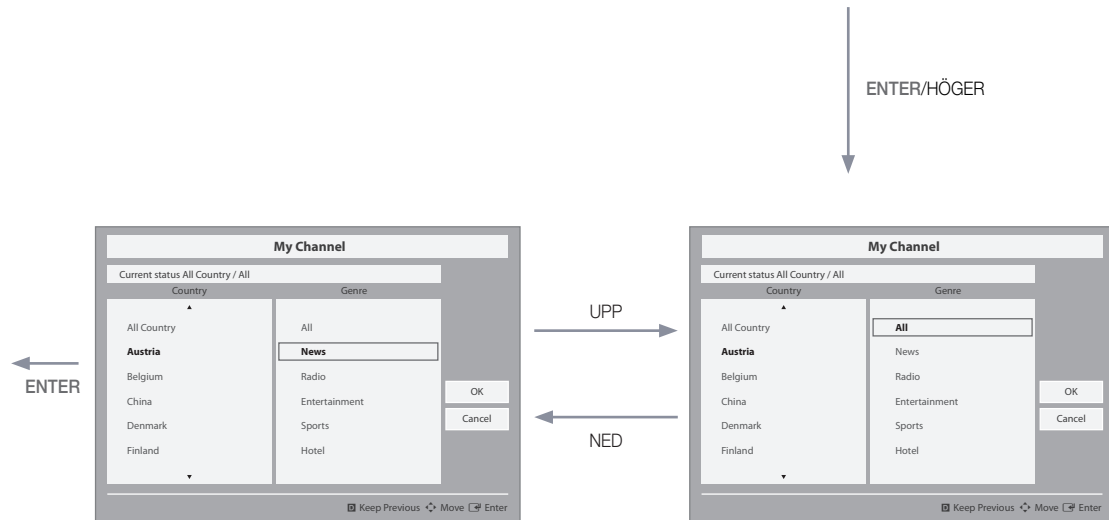 ENTER/HÖGER
My Channel
Current status All Country / All
Country Genre
All Country All
Austria News
Belgium Radio
China Entertainment
Denmark Sports
Finland Hotel
OK
Cancel
D Keep Previous Move Enter
ENTER
UPP
NED
My Channel
Current status All Country / All
Country Genre
All Country All
Austria News
Belgium Radio
China Entertainment
Denmark Sports
Finland Hotel
OK
Cancel
D Keep Previous Move Enter